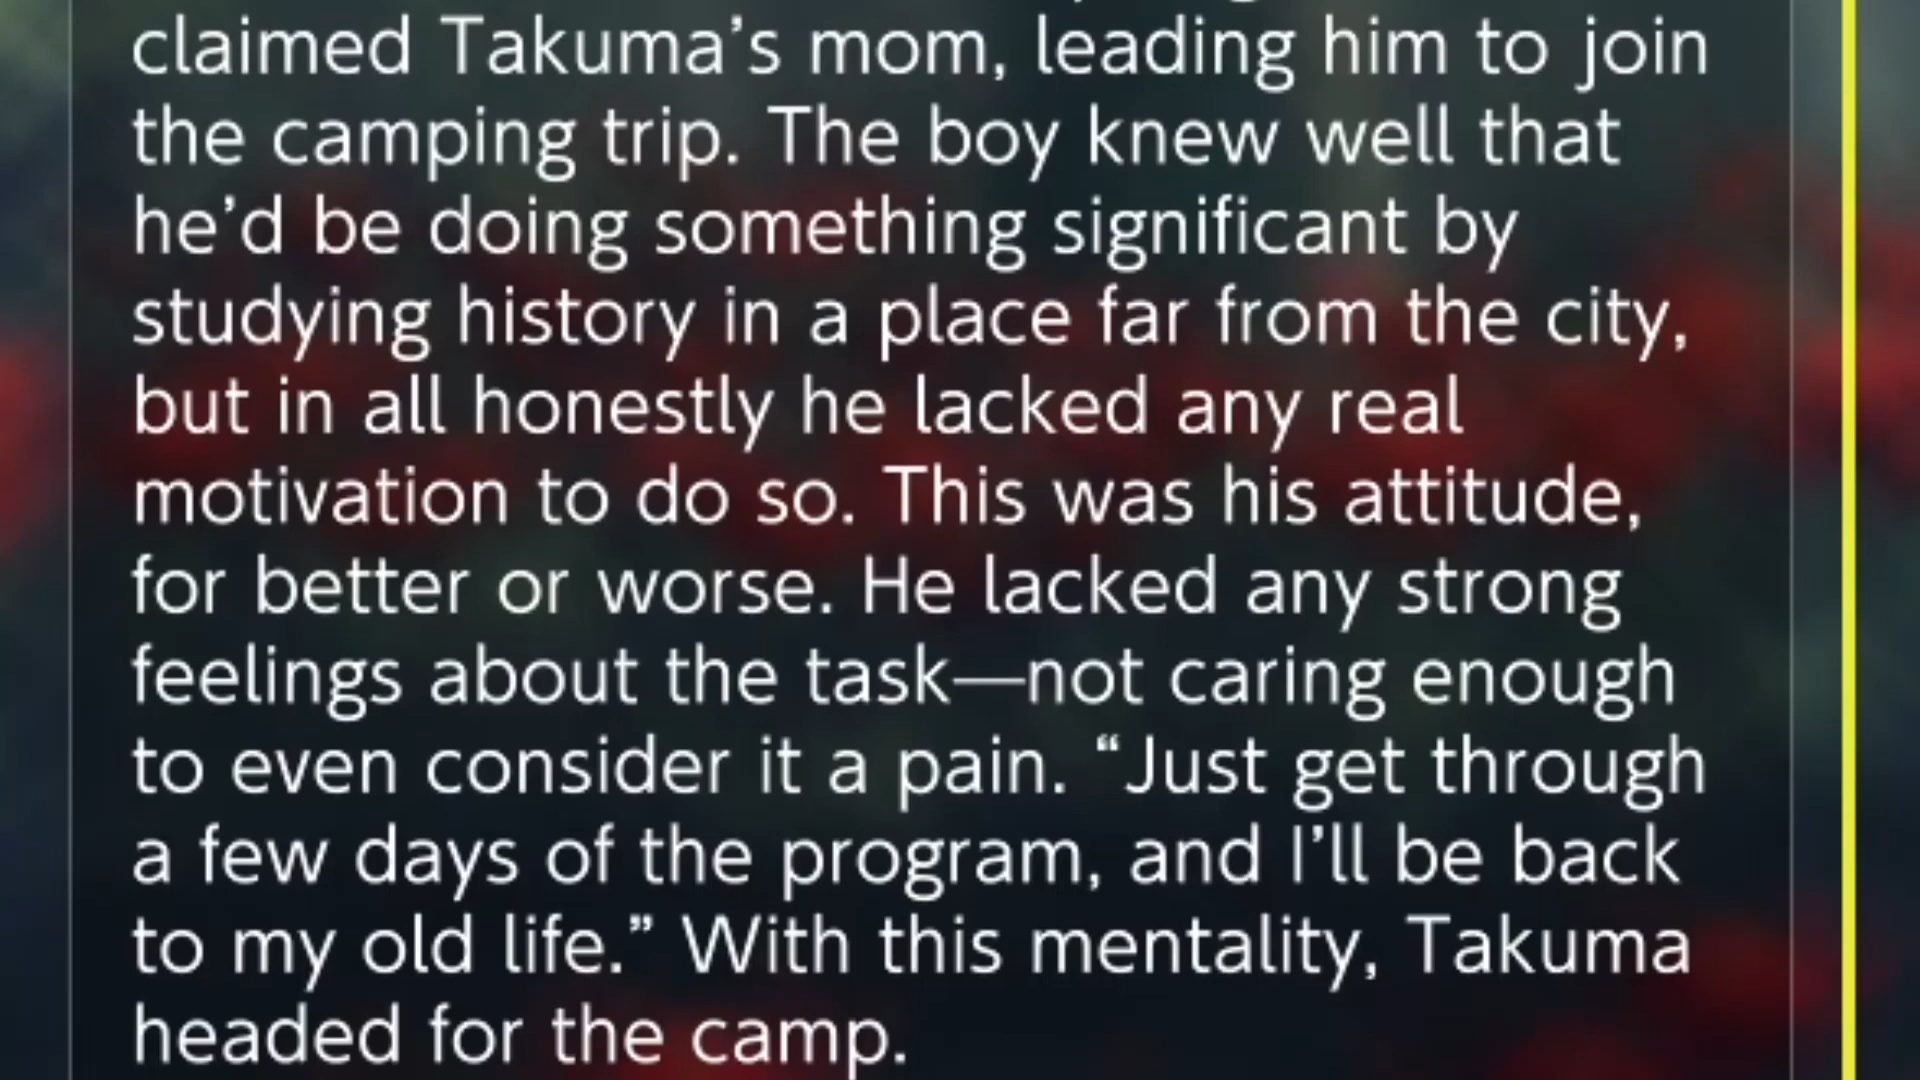 claimed Takuma’s mom, leading him to join
the camping trip. The boy knew well that
he’d be doing something significant by
studying history in a place far from the city,
but in all honestly he lacked any real
motivation to do so. This was his attitude,
for better or worse. He lacked any strong
feelings about the task—not caring enough
to even consider it a pain. “Just get through
a few days of the program, and I’ll be back
to my old life.” With this mentality, Takuma
headed for the camp.